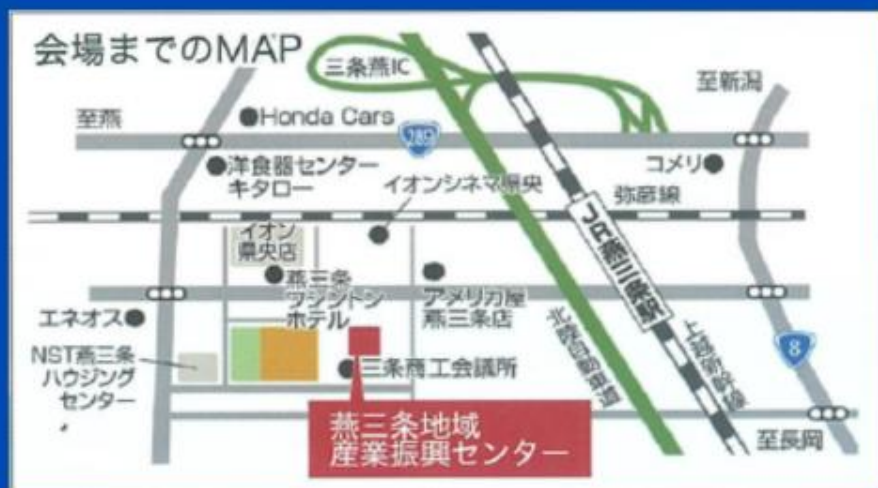 会場までのMAP
三条燕IC
至新潟
至燕
Honda Cars
289
洋食器センター
キタロー
イオンシネマ県央
コメリ
弥彦線
イオン
県央店
JR燕三条駅
燕三条
ワシントン
ホテル
アメリカ屋
燕三条店
エネオス
北陸自動車道
上越新幹線
8
NST燕三条
ハウジング
センター
三条商工会議所
燕三条地域
産業振興センター
至長岡